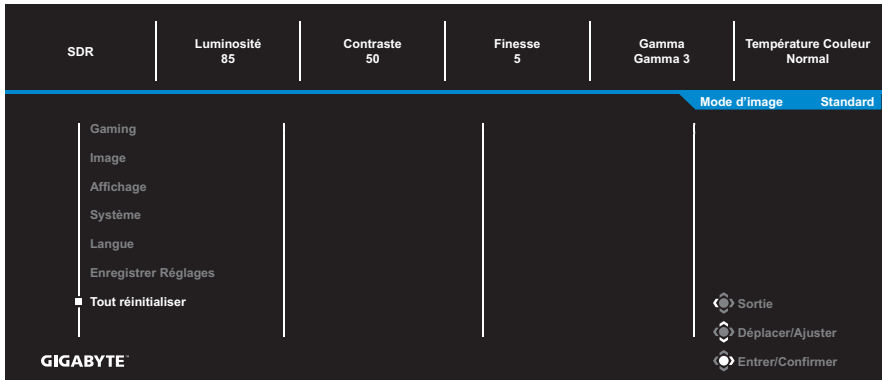 SDR
Luminosité
85
Contraste
50
Finesse
5
Gamma
Gamma 3
Température Couleur
Normal
Mode d'image Standard
Gaming
Image
Affichage
Système
Langue
Enregistrer Réglages
Tout réinitialiser
Sortie
Déplacer/Ajuster
Entrer/Confirmer
GIGABYTE™